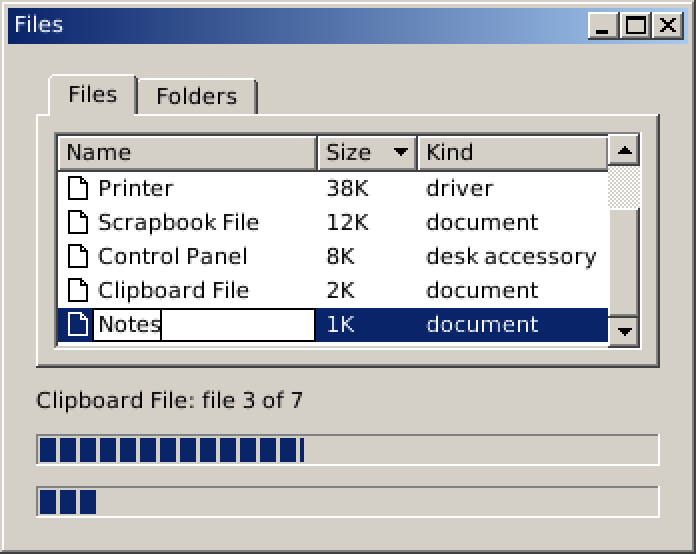 Files
Files Folders
Name Size Kind
Printer 38K driver
Scrapbook File 12K document
Control Panel 8K desk accessory
Clipboard File 2K document
Notes 1K document
Clipboard File: file 3 of 7